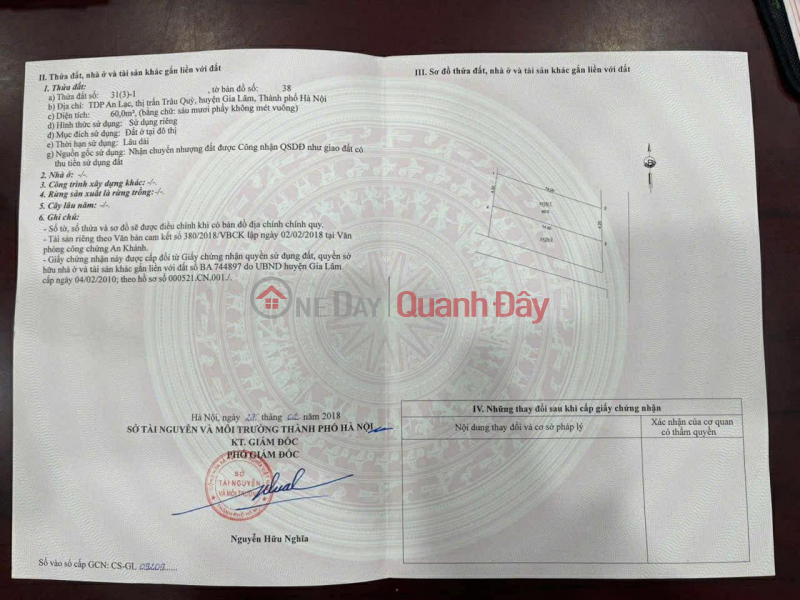 II. Thửa đất, nhà ở và tài sản khác gắn liền với đất
1. Thửa đất:
a) Thửa đất số: 31(3)-1 , tờ bản đồ số: 38
b) Địa chỉ: TDP An Lạc, thị trấn Trâu Quỳ, huyện Gia Lâm, Thành phố Hà Nội
c) Diện tích: 60,0m², (bằng chữ: sáu mươi phẩy không mét vuông)
d) Hình thức sử dụng: Sử dụng riêng
đ) Mục đích sử dụng: Đất ở tại đô thị
e) Thời hạn sử dụng: Lâu dài
g) Nguồn gốc sử dụng: Nhận chuyển nhượng đất được Công nhận QSDĐ như giao đất có
thu tiền sử dụng đất
2. Nhà ở: -/-
3. Công trình xây dựng khác: -/-
4. Rừng sản xuất là rừng trồng: -/-
5. Cây lâu năm: -/-
6. Ghi chú:
- Số tờ, số thửa và sơ đồ sẽ được điều chỉnh khi có bản đồ địa chính chính quy.
- Tài sản riêng theo Văn bản cam kết số 380/2018/VBCK lập ngày 02/02/2018 tại Văn
phòng công chứng An Khánh.
- Giấy chứng nhận này được cấp đổi từ Giấy chứng nhận quyền sử dụng đất, quyền sở
hữu nhà ở và tài sản khác gắn liền với đất số BA 744897 do UBND huyện Gia Lâm
cấp ngày 04/02/2010; theo hồ sơ số 000521.CN.001./.
Hà Nội, ngày tháng năm 2018
SỞ TÀI NGUYÊN VÀ MÔI TRƯỜNG THÀNH PHỐ HÀ NỘI
KT. GIÁM ĐỐC
PHÓ GIÁM ĐỐC
SỞ
TÀI NGUYÊN
VÀ MÔI TRƯỜNG
Nguyễn Hữu Nghĩa
Số vào sổ cấp GCN: CS-GL
III. Sơ đồ thửa đất, nhà ở và tài sản khác gắn liền với đất
ONEDAY Quanh Đây
IV. Những thay đổi sau khi cấp giấy chứng nhận
Nội dung thay đổi và cơ sở pháp lý
Xác nhận của cơ quan
có thẩm quyền